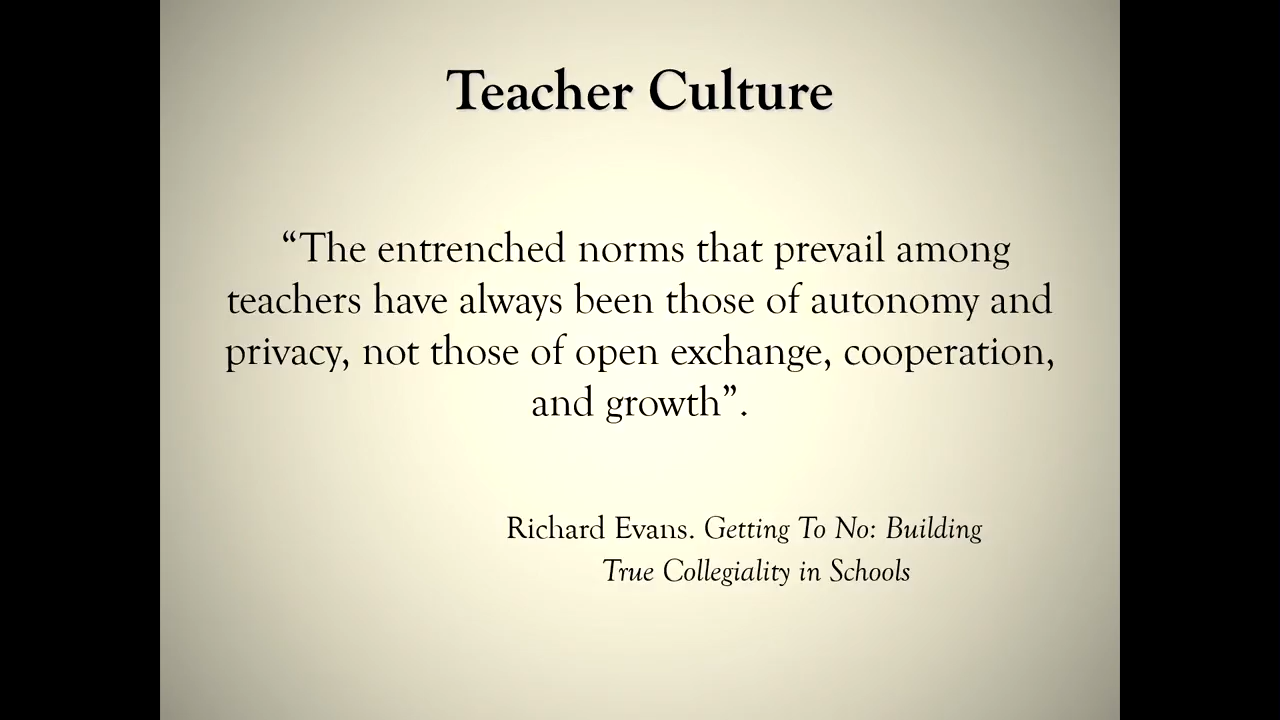 Teacher Culture
“The entrenched norms that prevail among
teachers have always been those of autonomy and
privacy, not those of open exchange, cooperation,
and growth”.
Richard Evans. Getting To No: Building
True Collegiality in Schools